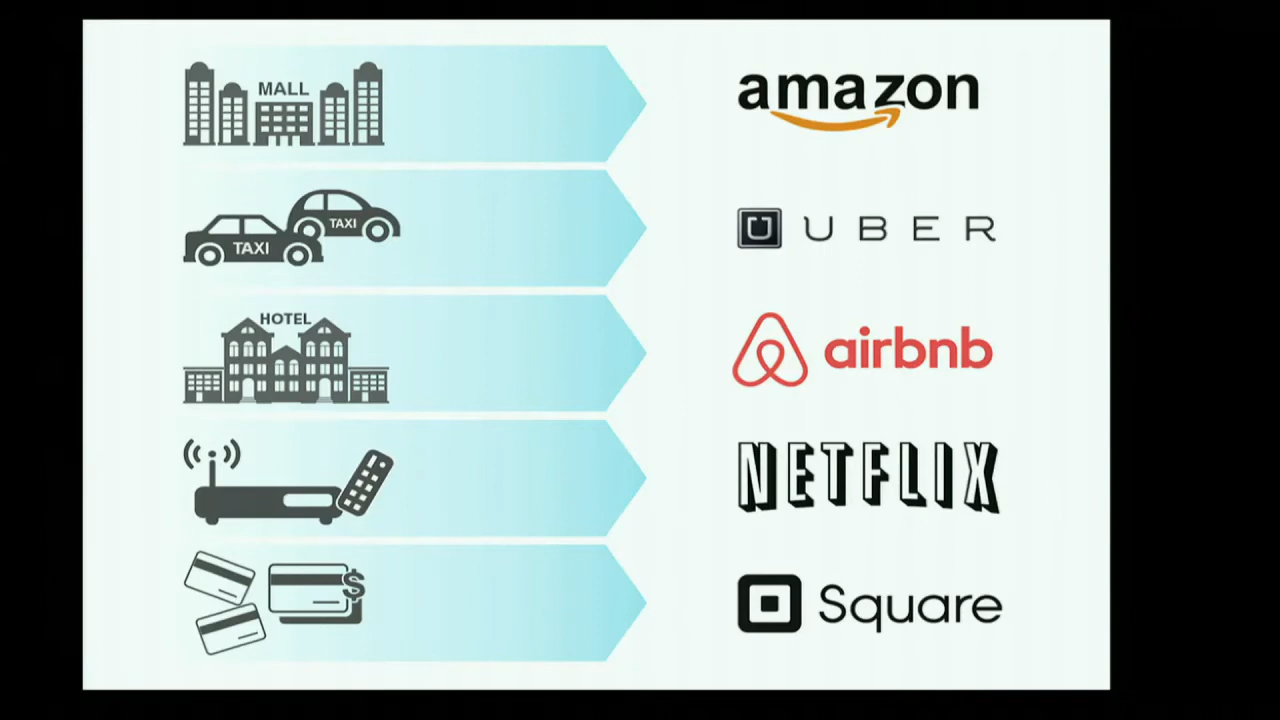 MALL
amazon
TAXI
TAXI
UBER
HOTEL
airbnb
NETFLIX
$
Square